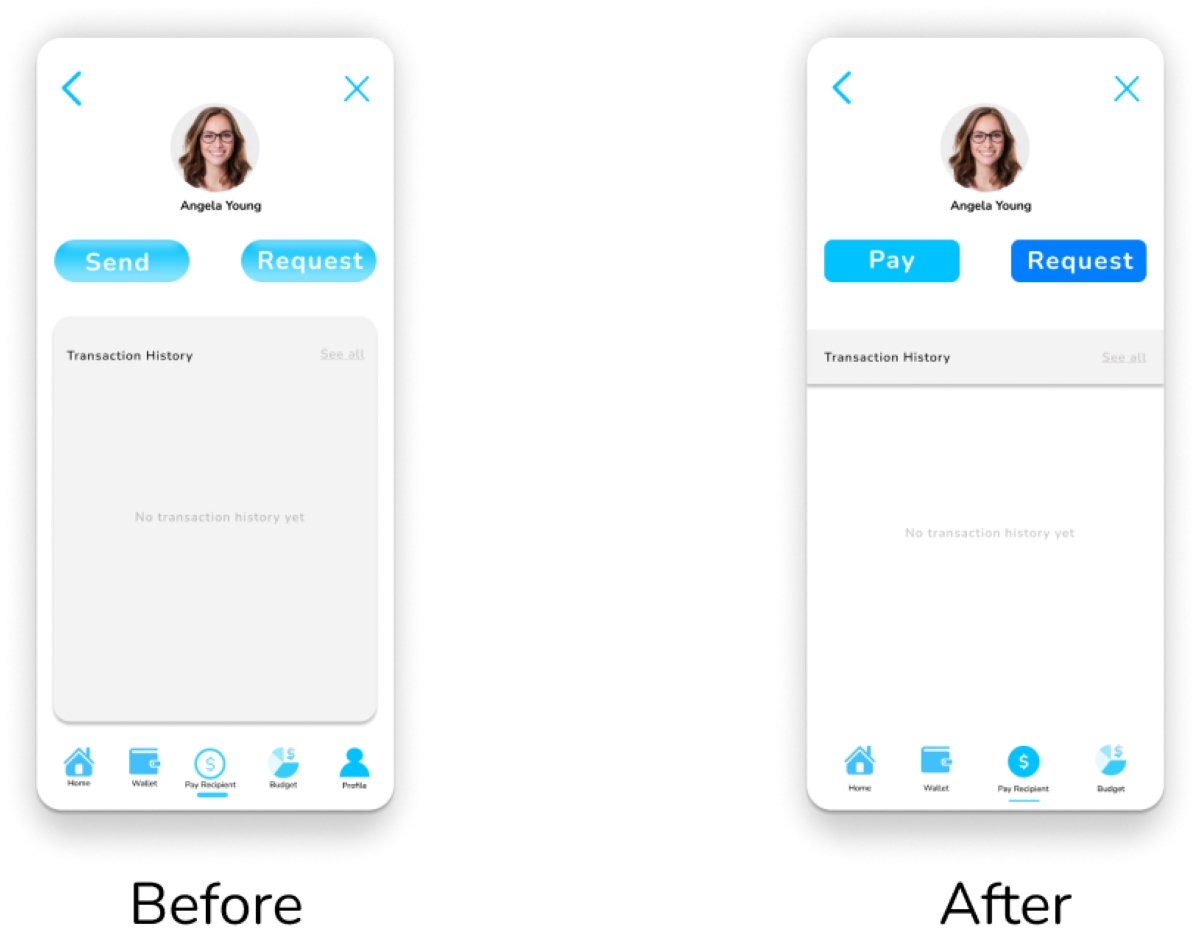 Angela Young
Send Request
Transaction History See all
No transaction history yet
$ $
Home Wallet Pay Recipient Budget Profile
Before
Angela Young
Pay Request
Transaction History See all
No transaction history yet
$ $
Home Wallet Pay Recipient Budget
After